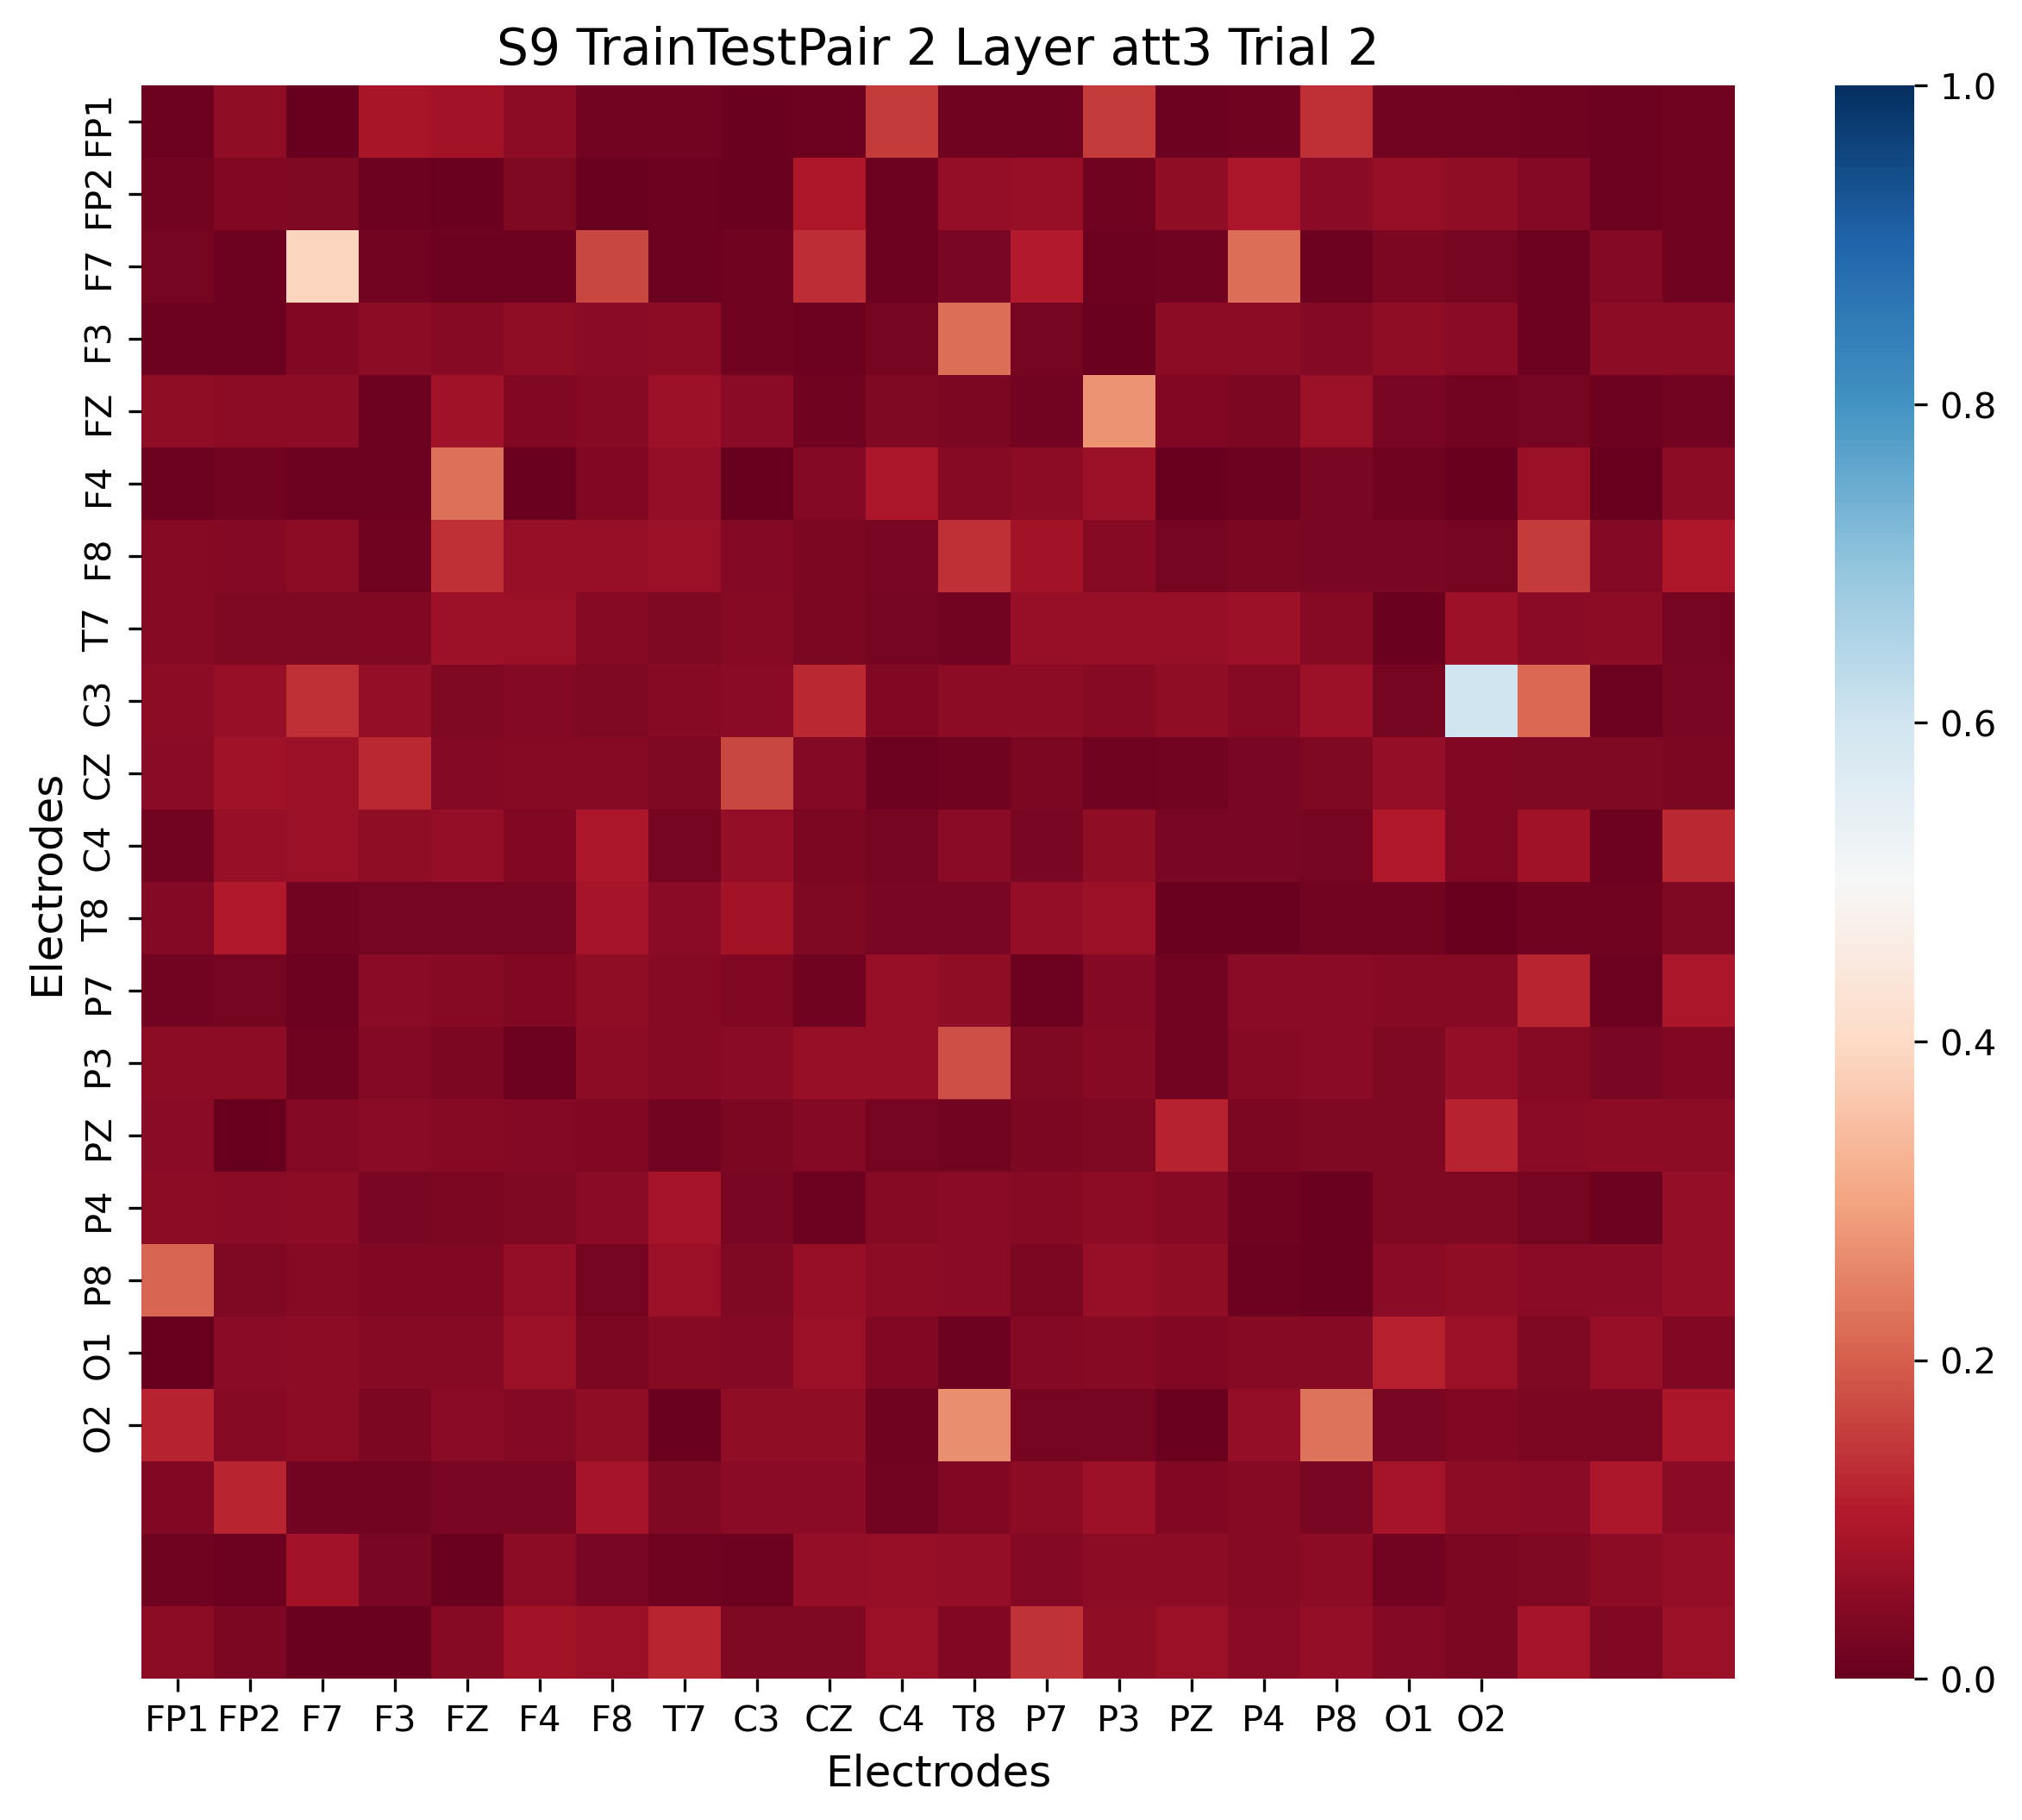 S9 TrainTestPair 2 Layer att3 Trial 2
Electrodes
FP1
FP2
F7
F3
FZ
F4
F8
T7
C3
CZ
C4
T8
P7
P3
PZ
P4
P8
O1
O2
FP1 FP2 F7 F3 FZ F4 F8 T7 C3 CZ C4 T8 P7 P3 PZ P4 P8 O1 O2
Electrodes
1.0
0.8
0.6
0.4
0.2
0.0